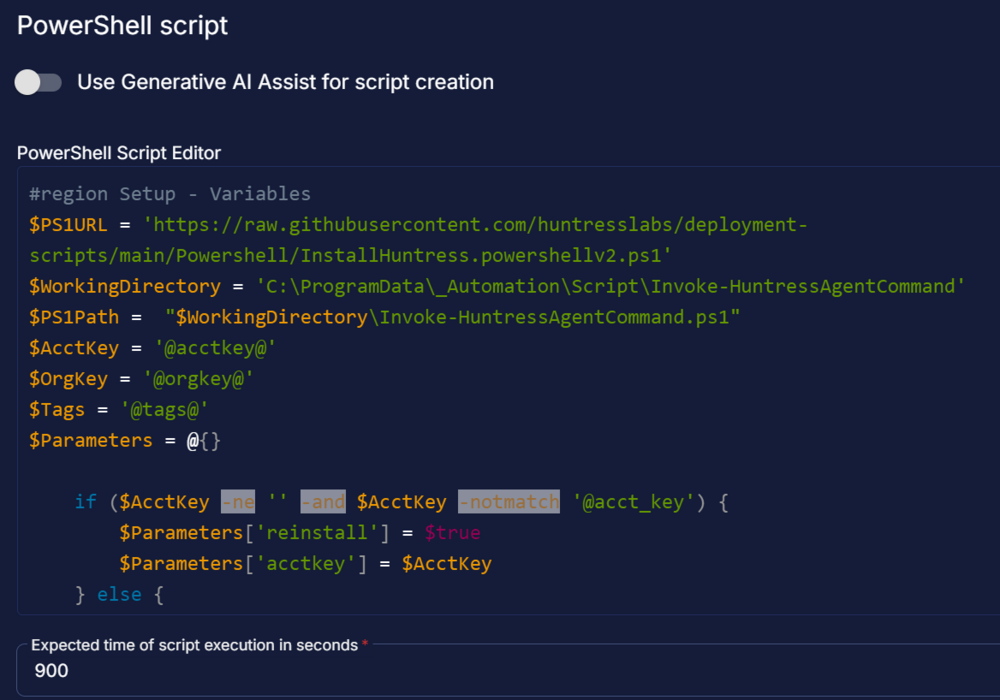 PowerShell script
Use Generative AI Assist for script creation
PowerShell Script Editor
#region Setup - Variables
$PS1URL = 'https://raw.githubusercontent.com/huntresslabs/deployment-
scripts/main/Powershell/InstallHuntress.powershellv2.ps1'
$WorkingDirectory = 'C:\ProgramData\_Automation\Script\Invoke-HuntressAgentCommand'
$PS1Path =  "$WorkingDirectory\Invoke-HuntressAgentCommand.ps1"
$AcctKey = '@acctkey@'
$OrgKey = '@orgkey@'
$Tags = '@tags@'
$Parameters = @{}
    if ($AcctKey -ne '' -and $AcctKey -notmatch '@acct_key') {
        $Parameters['reinstall'] = $true
        $Parameters['acctkey'] = $AcctKey
    } else {
Expected time of script execution in seconds *
900